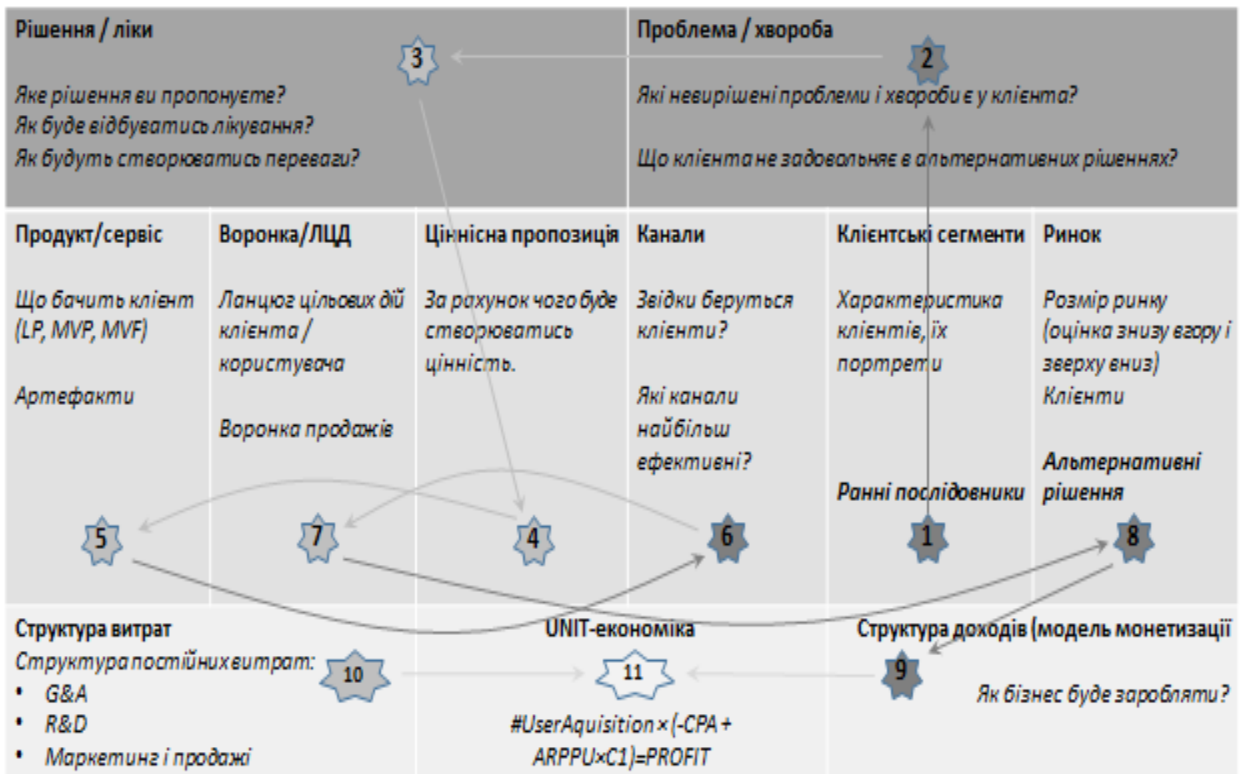 Рішення / ліки
3
Яке рішення ви пропонуєте?
Як буде відбуватись лікування?
Як будуть створюватись переваги?
Проблема / хвороба
2
Які невирішені проблеми і хвороби є у клієнта?
Що клієнта не задовольняє в альтернативних рішеннях?
Продукт/сервіс
Що бачить клієнт
(LP, MVP, MVF)
Артефакти
5
Воронка/ЛЦД
Ланцюг цільових дій
клієнта /
користувача
Воронка продажів
7
Ціннісна пропозиція
За рахунок чого буде
створюватись
цінність.
4
Канали
Звідки беруться
клієнти?
Які канали
найбільш
ефективні?
6
Клієнтські сегменти
Характеристика
клієнтів, їх
портрети
Ранні послідовники
1
Ринок
Розмір ринку
(оцінка знизу вгору і
зверху вниз)
Клієнти
Альтернативні
рішення
8
Структура витрат
Структура постійних витрат:
• G&A
• R&D
• Маркетинг і продажі
10
UNIT-економіка
11
#UserAquisition×(-CPA +
ARPPU×C1)=PROFIT
Структура доходів (модель монетизації
9
Як бізнес буде заробляти?